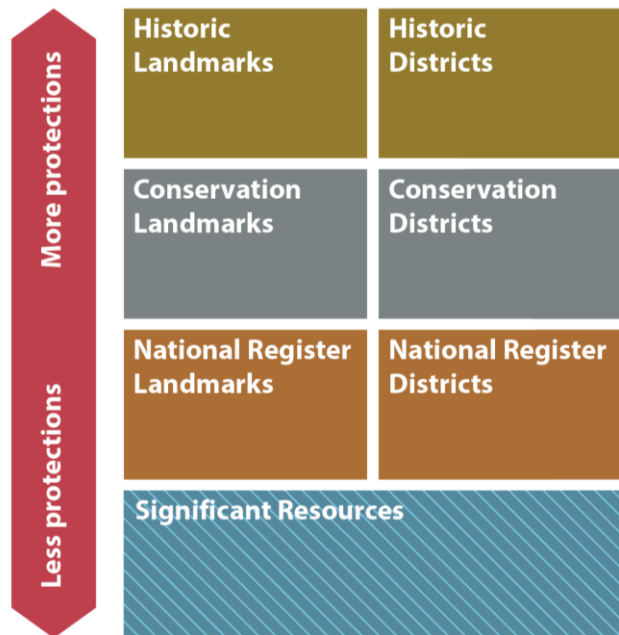 More protections
Less protections
Historic
Landmarks
Historic
Districts
Conservation
Landmarks
Conservation
Districts
National Register
Landmarks
National Register
Districts
Significant Resources